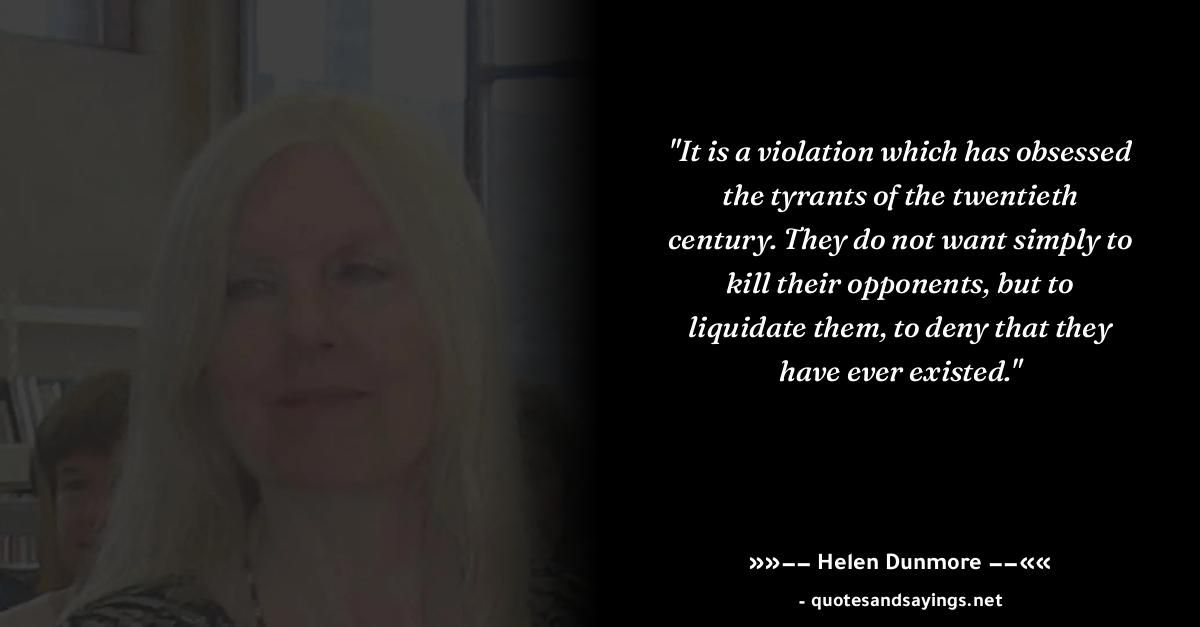 "It is a violation which has obsessed
the tyrants of the twentieth
century. They do not want simply to
kill their opponents, but to
liquidate them, to deny that they
have ever existed."
»»−− Helen Dunmore −−««
- quotesandsayings.net